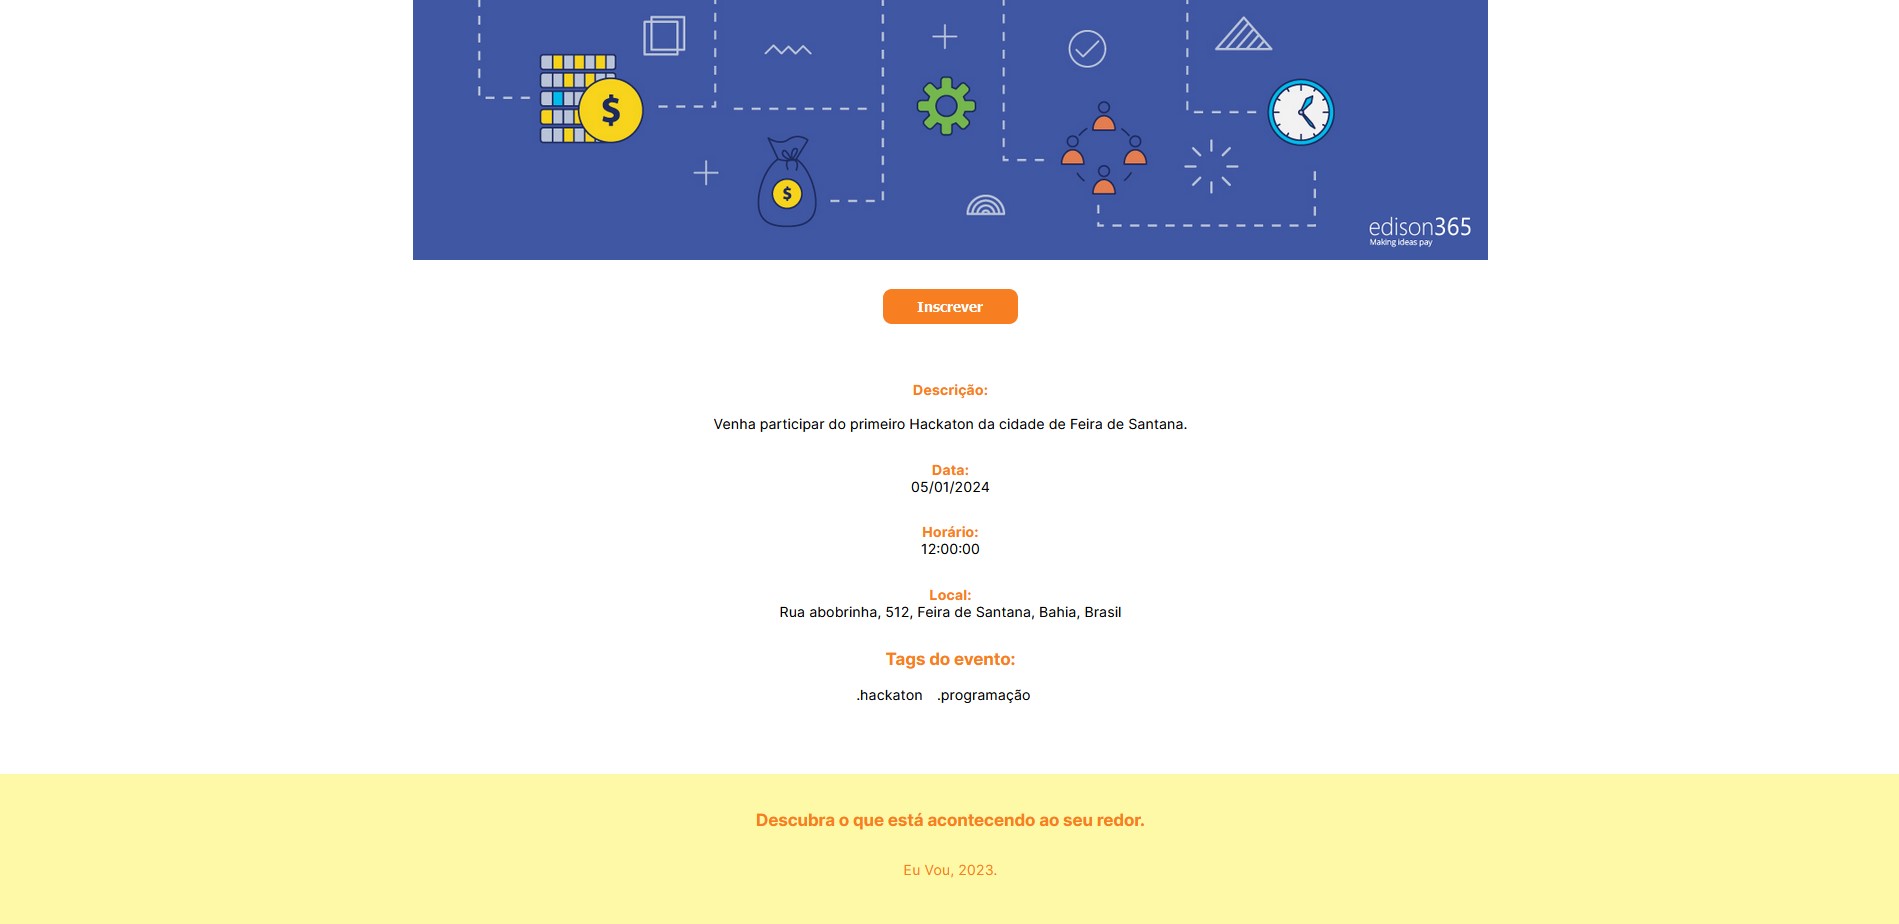 $
$
edison365
Making ideas pay
Inscrever
Descrição:
Venha participar do primeiro Hackaton da cidade de Feira de Santana.
Data:
05/01/2024
Horário:
12:00:00
Local:
Rua abobrinha, 512, Feira de Santana, Bahia, Brasil
Tags do evento:
.hackaton .programação
Descubra o que está acontecendo ao seu redor.
Eu Vou, 2023.